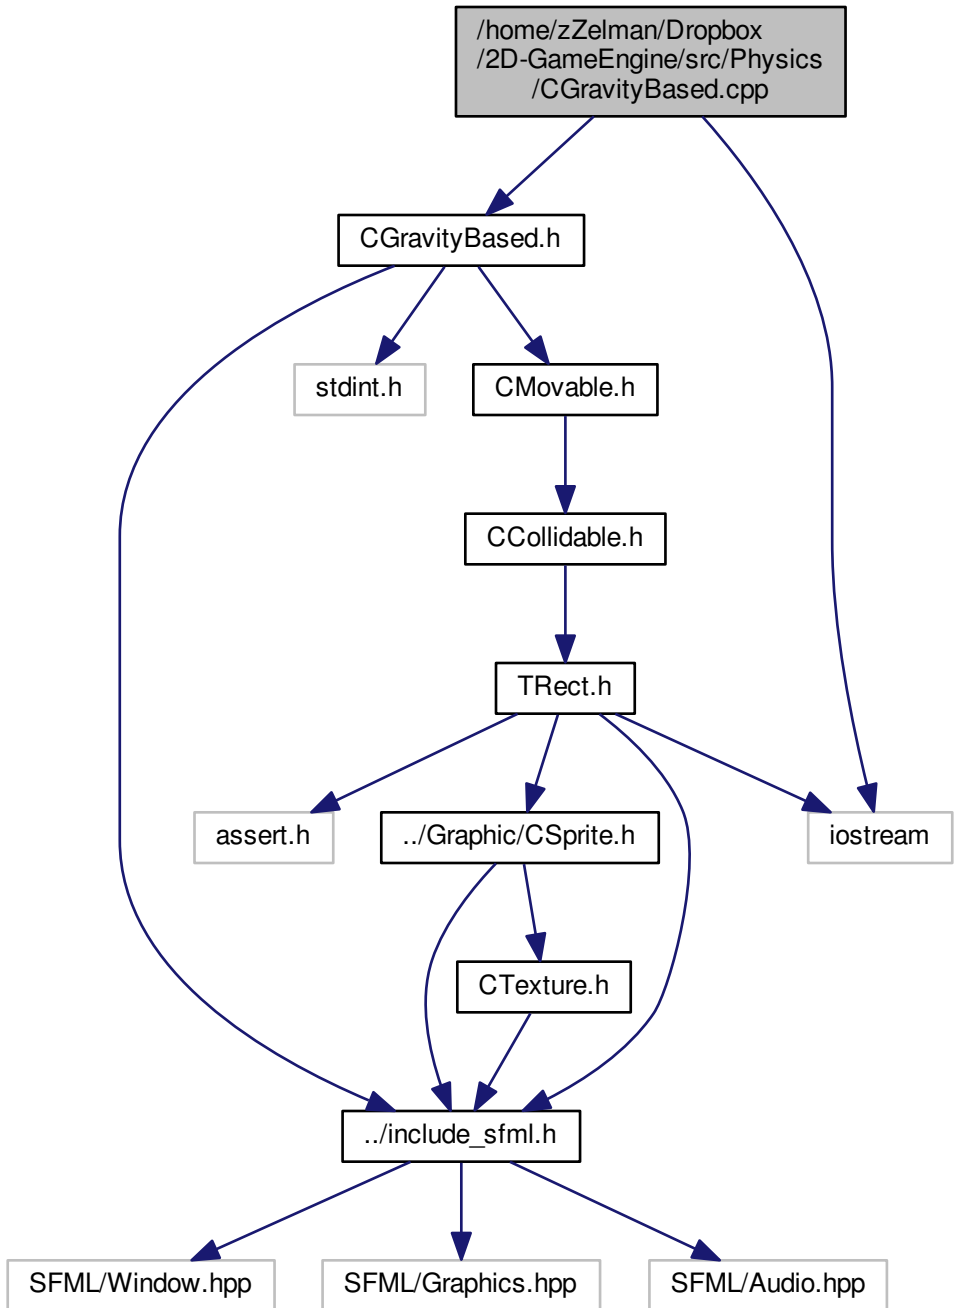 /home/zZelman/Dropbox
/2D-GameEngine/src/Physics
/CGravityBased.cpp
CGravityBased.h
stdint.h
CMovable.h
CCollidable.h
TRect.h
assert.h
../Graphic/CSprite.h
iostream
CTexture.h
../include_sfml.h
SFML/Window.hpp
SFML/Graphics.hpp
SFML/Audio.hpp